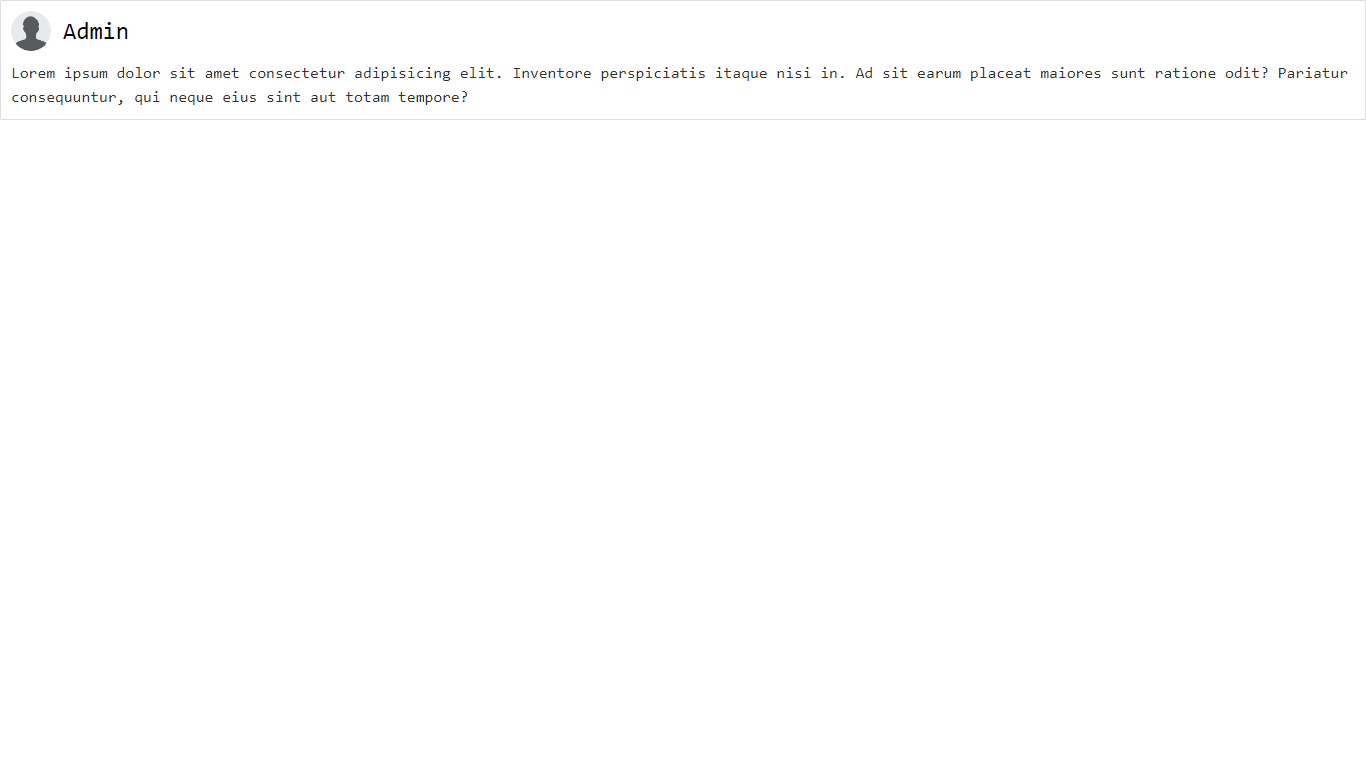 Admin
Lorem ipsum dolor sit amet consectetur adipisicing elit. Inventore perspiciatis itaque nisi in. Ad sit earum placeat maiores sunt ratione odit? Pariatur
consequuntur, qui neque eius sint aut totam tempore?